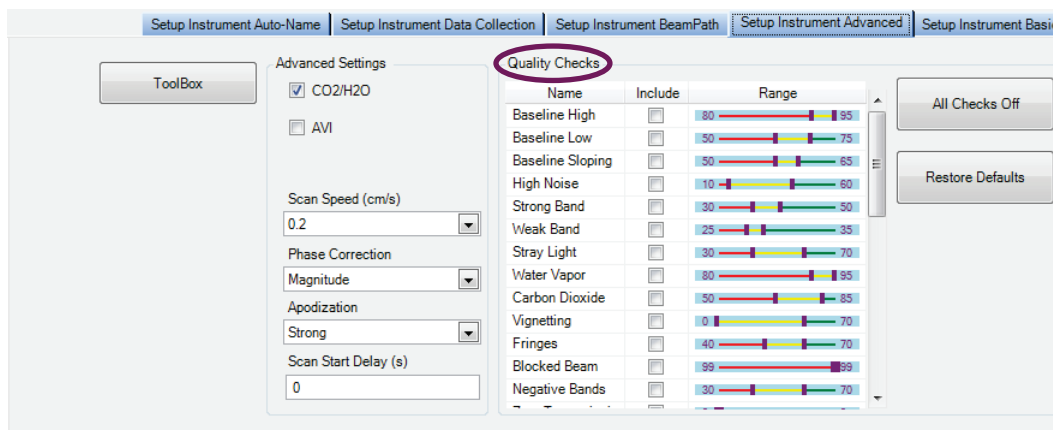 Setup Instrument Auto-Name Setup Instrument Data Collection Setup Instrument BeamPath Setup Instrument Advanced Setup Instrument Basic
ToolBox
Advanced Settings
CO2/H2O
AVI
Scan Speed (cm/s)
0.2
Phase Correction
Magnitude
Apodization
Strong
Scan Start Delay (s)
0
Quality Checks
Name Include Range
Baseline High 80 95
Baseline Low 50 75
Baseline Sloping 50 65
High Noise 10 60
Strong Band 30 50
Weak Band 25 35
Stray Light 30 70
Water Vapor 80 95
Carbon Dioxide 50 85
Vignetting 0 70
Fringes 40 70
Blocked Beam 99 99
Negative Bands 30 70
All Checks Off
Restore Defaults